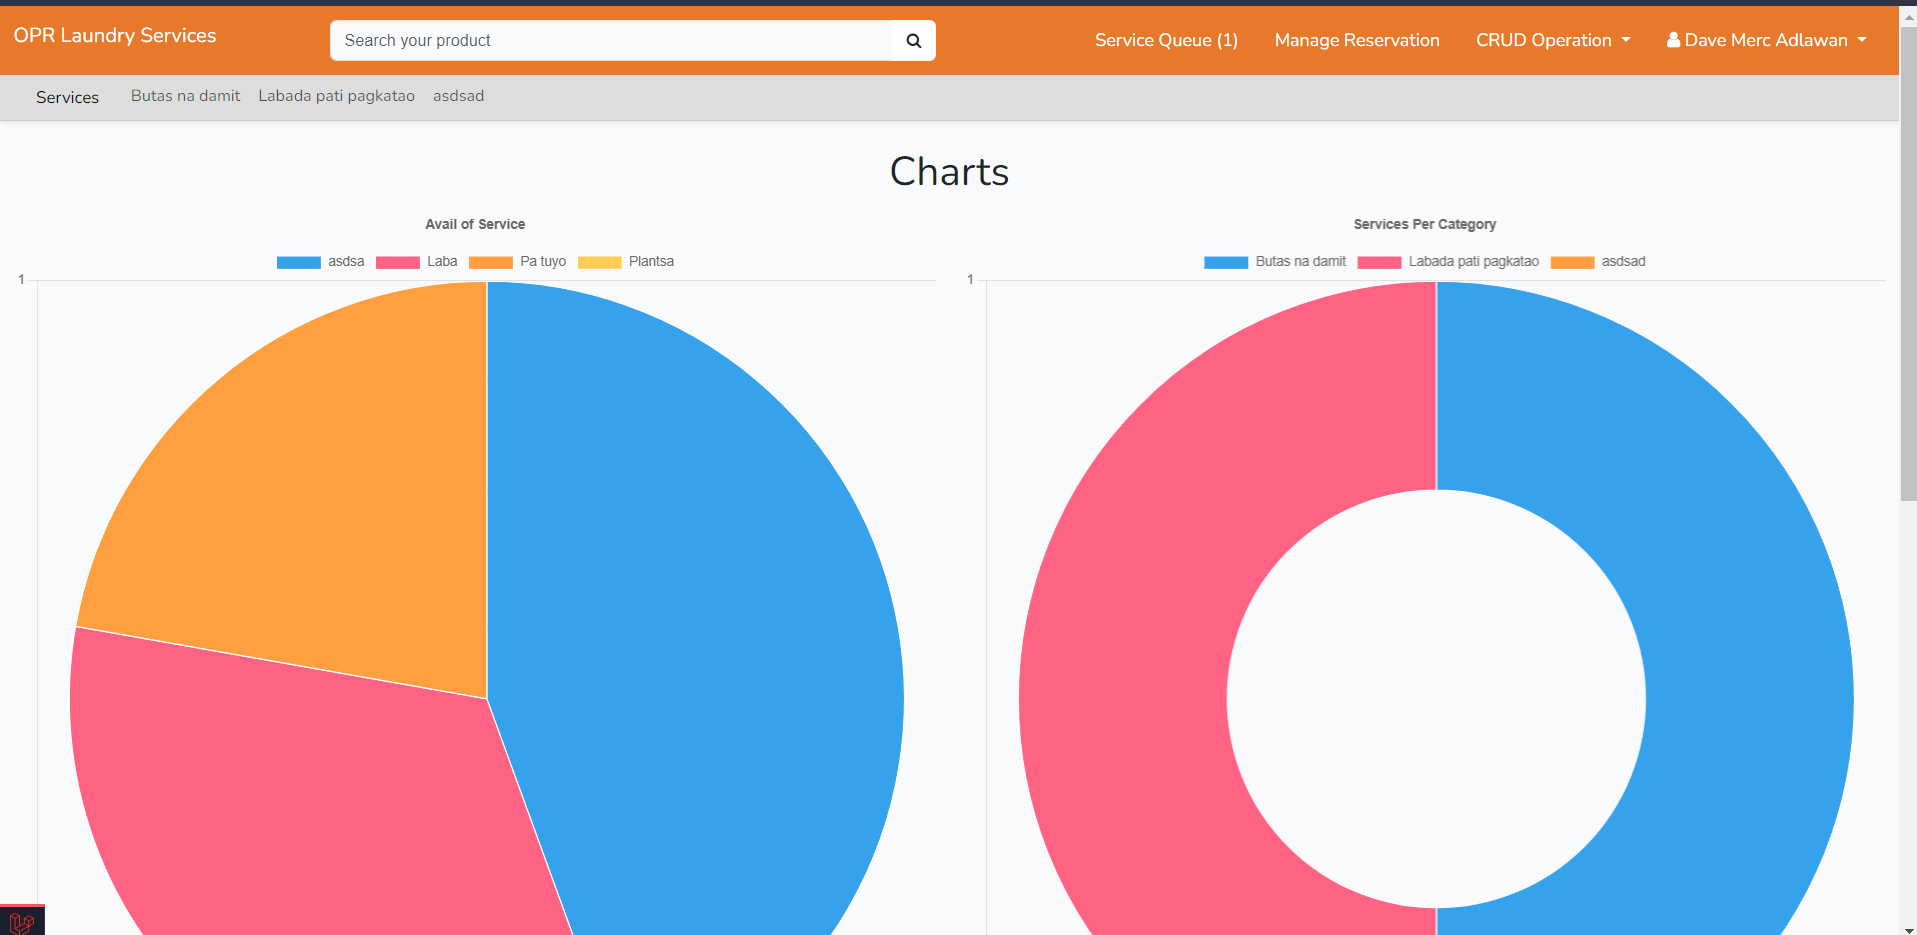 OPR Laundry Services Search your product Service Queue (1) Manage Reservation CRUD Operation Dave Merc Adlawan
Services Butas na damit Labada pati pagkatao asdsad
Charts
Avail of Service
asdsa Laba Pa tuyo Plantsa
1
Services Per Category
Butas na damit Labada pati pagkatao asdsad
1